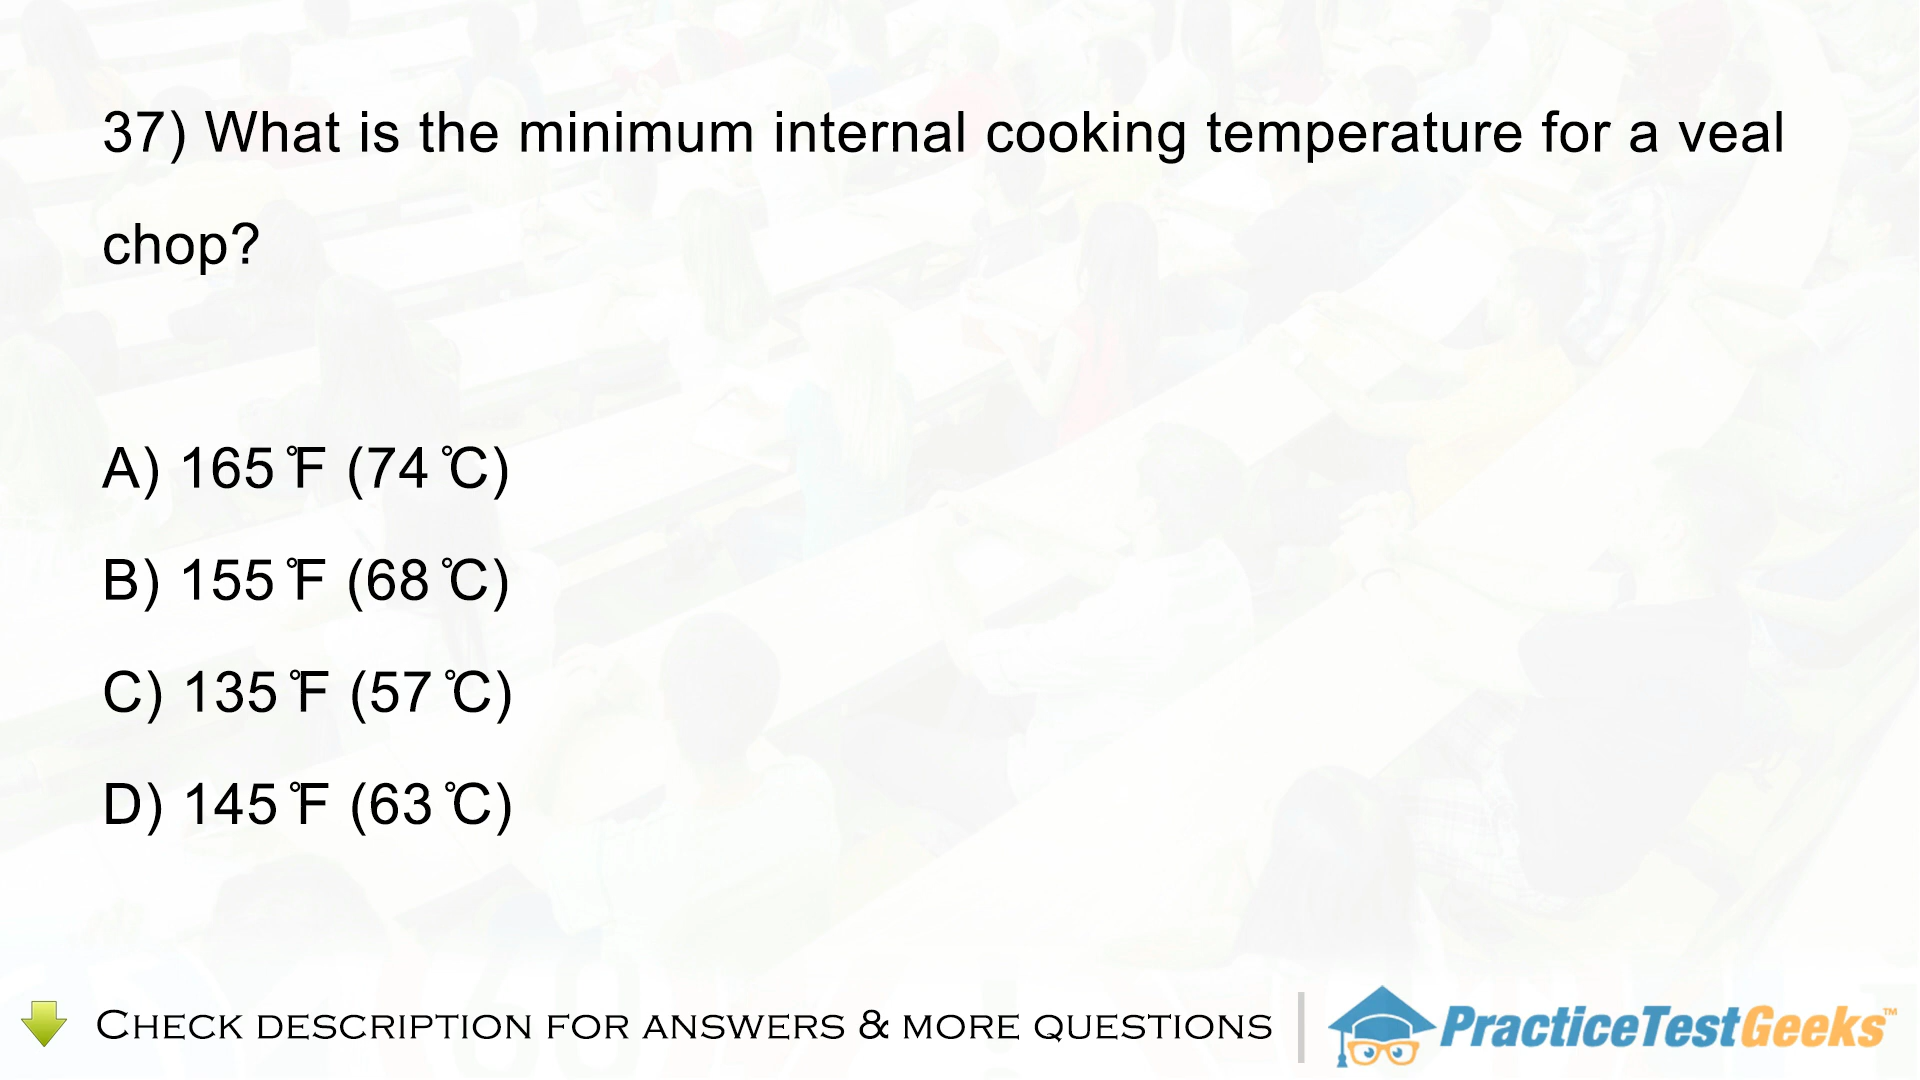 37) What is the minimum internal cooking temperature for a veal
chop?
A) 165 ̊F (74 ̊C)
B) 155 ̊F (68 ̊C)
C) 135 ̊F (57 ̊C)
D) 145 ̊F (63 ̊C)
CHECK DESCRIPTION FOR ANSWERS & MORE QUESTIONS
PracticeTestGeeks™